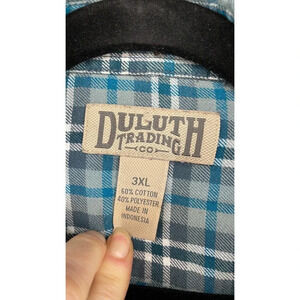 DULUTH
TRADING
CO
3XL
60% COTTON
40% POLYESTER
MADE IN
INDONESIA